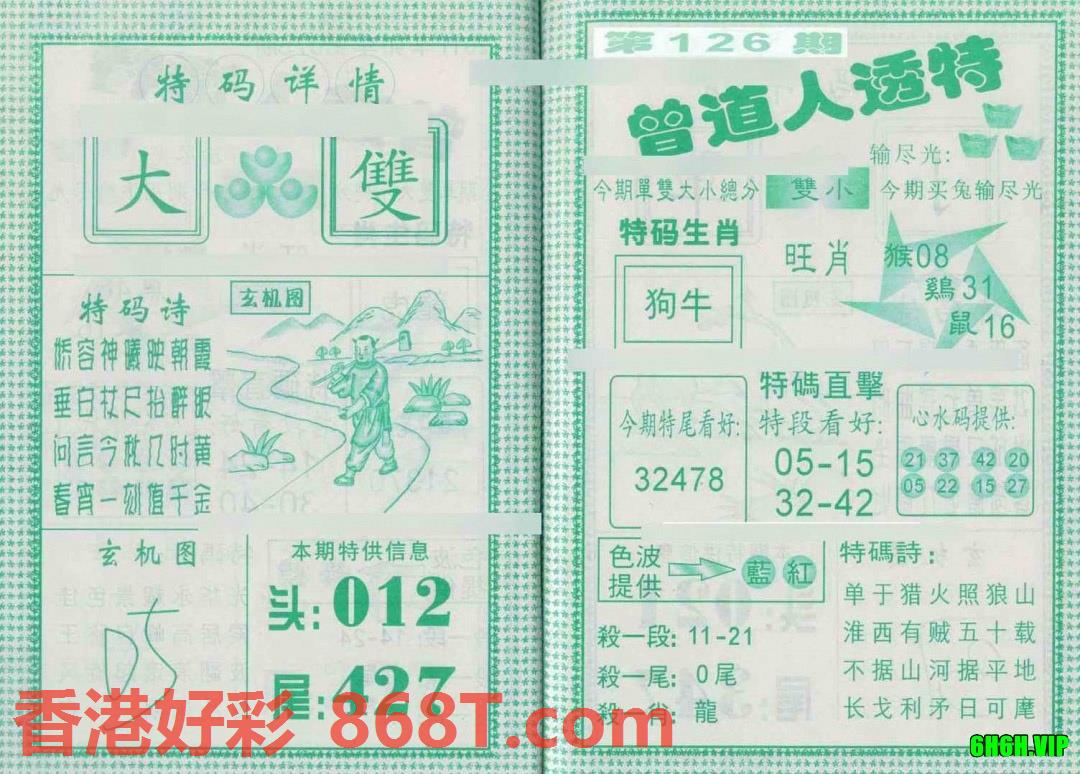 特码详情
大
雙
特码诗
娇容神曦映朝霞
垂白杖尺抬醉眼
问言今秋几时黄
春宵一刻值千金
玄机图
玄机图
本期特供信息
头:012
尾:427
第126期
曾道人透特
输尽光:
今期單雙大小總分
雙小
今期买兔输尽光
特码生肖
狗牛
旺肖
猴08
鷄31
鼠16
今期特尾看好:
32478
特碼直擊
特段看好:
05-15
32-42
心水码提供:
21 37 42 20
05 22 15 27
色波
提供
藍 紅
殺一段: 11-21
殺一尾: 0尾
殺一肖: 龍
特碼詩:
单于猎火照狼山
淮西有贼五十载
不据山河据平地
长戈利矛日可麾
香港好彩 868T.com
6H6H.VIP